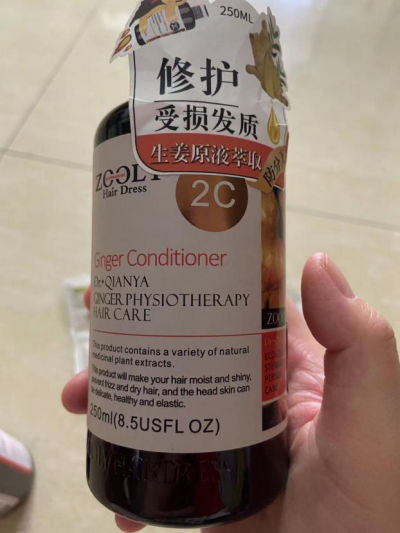 250ML
修护
受损发质
生姜原液萃取
Hair Dress
2C
Ginger Conditioner
Dr.•QIANYA
GINGER PHYSIOTHERAPY
HAIR CARE
This product contains a variety of natural
medicinal plant extracts.
This product will make your hair moist and shiny,
prevent frizz and dry hair, and the head skin can
be delicate, healthy and elastic.
250ml(8.5USFL OZ)